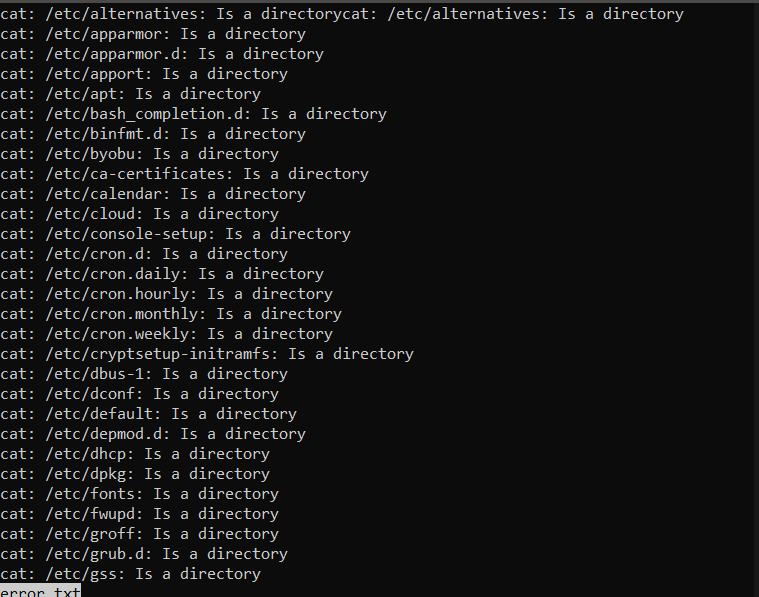 cat: /etc/alternatives: Is a directorycat: /etc/alternatives: Is a directory
cat: /etc/apparmor: Is a directory
cat: /etc/apparmor.d: Is a directory
cat: /etc/apport: Is a directory
cat: /etc/apt: Is a directory
cat: /etc/bash_completion.d: Is a directory
cat: /etc/binfmt.d: Is a directory
cat: /etc/byobu: Is a directory
cat: /etc/ca-certificates: Is a directory
cat: /etc/calendar: Is a directory
cat: /etc/cloud: Is a directory
cat: /etc/console-setup: Is a directory
cat: /etc/cron.d: Is a directory
cat: /etc/cron.daily: Is a directory
cat: /etc/cron.hourly: Is a directory
cat: /etc/cron.monthly: Is a directory
cat: /etc/cron.weekly: Is a directory
cat: /etc/cryptsetup-initramfs: Is a directory
cat: /etc/dbus-1: Is a directory
cat: /etc/dconf: Is a directory
cat: /etc/default: Is a directory
cat: /etc/depmod.d: Is a directory
cat: /etc/dhcp: Is a directory
cat: /etc/dpkg: Is a directory
cat: /etc/fonts: Is a directory
cat: /etc/fwupd: Is a directory
cat: /etc/groff: Is a directory
cat: /etc/grub.d: Is a directory
cat: /etc/gss: Is a directory
error.txt